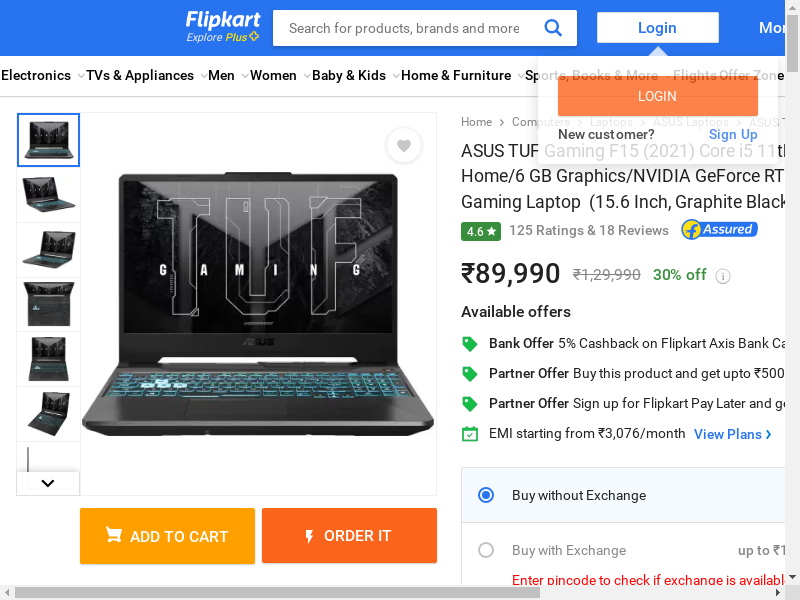 Flipkart
Explore Plus
Search for products, brands and more
Login
Electronics
TVs & Appliances
Men
Women
Baby & Kids
Home & Furniture
Sports, Books & More
Flights
Offer Zone
LOGIN
New customer? Sign Up
Home > Computers > Laptops > ASUS Laptops > ASUS
ASUS TUF Gaming F15 (2021) Core i5
Home/6 GB Graphics/NVIDIA GeForce
Gaming Laptop (15.6 Inch, Graphite Black
4.6 ★ 125 Ratings & 18 Reviews
Assured
₹89,990 ₹1,29,990 30% off
Available offers
Bank Offer 5% Cashback on Flipkart Axis Bank
Partner Offer Buy this product and get upto ₹500
Partner Offer Sign up for Flipkart Pay Later and
EMI starting from ₹3,076/month View Plans ›
Buy without Exchange
Buy with Exchange up to
Enter pincode to check if exchange is available
TUF
GAMING
ASUS
ADD TO CART
ORDER IT